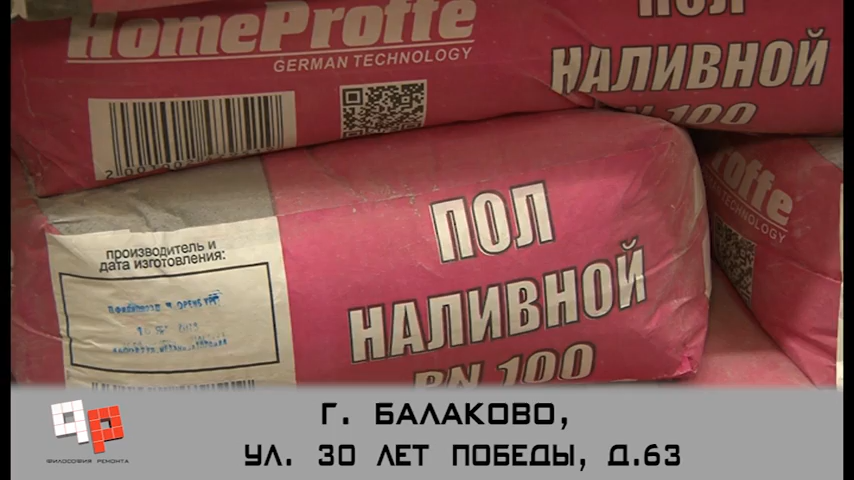 HomeProffe
GERMAN TECHNOLOGY
ПОЛ
НАЛИВНОЙ
100
ПОЛ
НАЛИВНОЙ
PN 100
производитель и
дата изготовления:
Proffe
TECHNOLOGY
Г. БАЛАКОВО,
УЛ. 30 ЛЕТ ПОБЕДЫ, Д.63
ФИЛОСОФИЯ РЕМОНТА